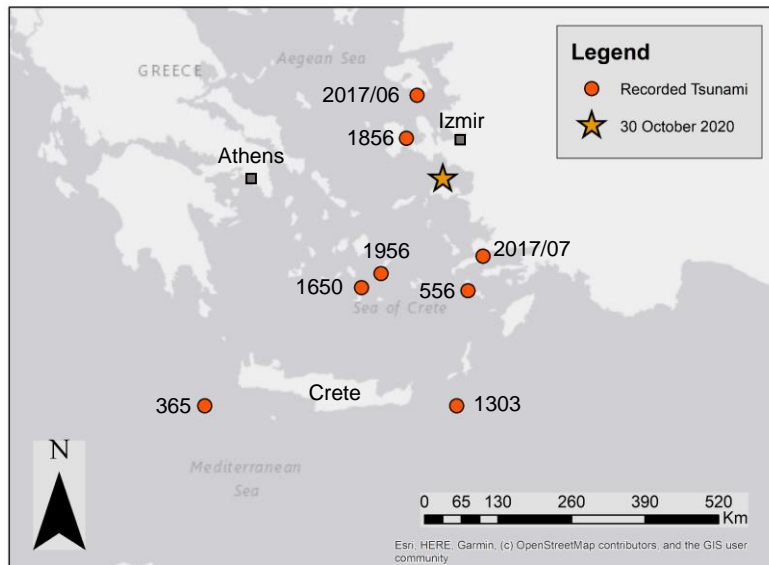 Aegean Sea
GREECE
Legend
Recorded Tsunami
30 October 2020
2017/06
Izmir
1856
Athens
2017/07
1956
1650
556
Sea of Crete
Crete
365
1303
N
Mediterranean
Sea
0 65 130 260 390 520
Km
Esri, HERE, Garmin, (c) OpenStreetMap contributors, and the GIS user
community